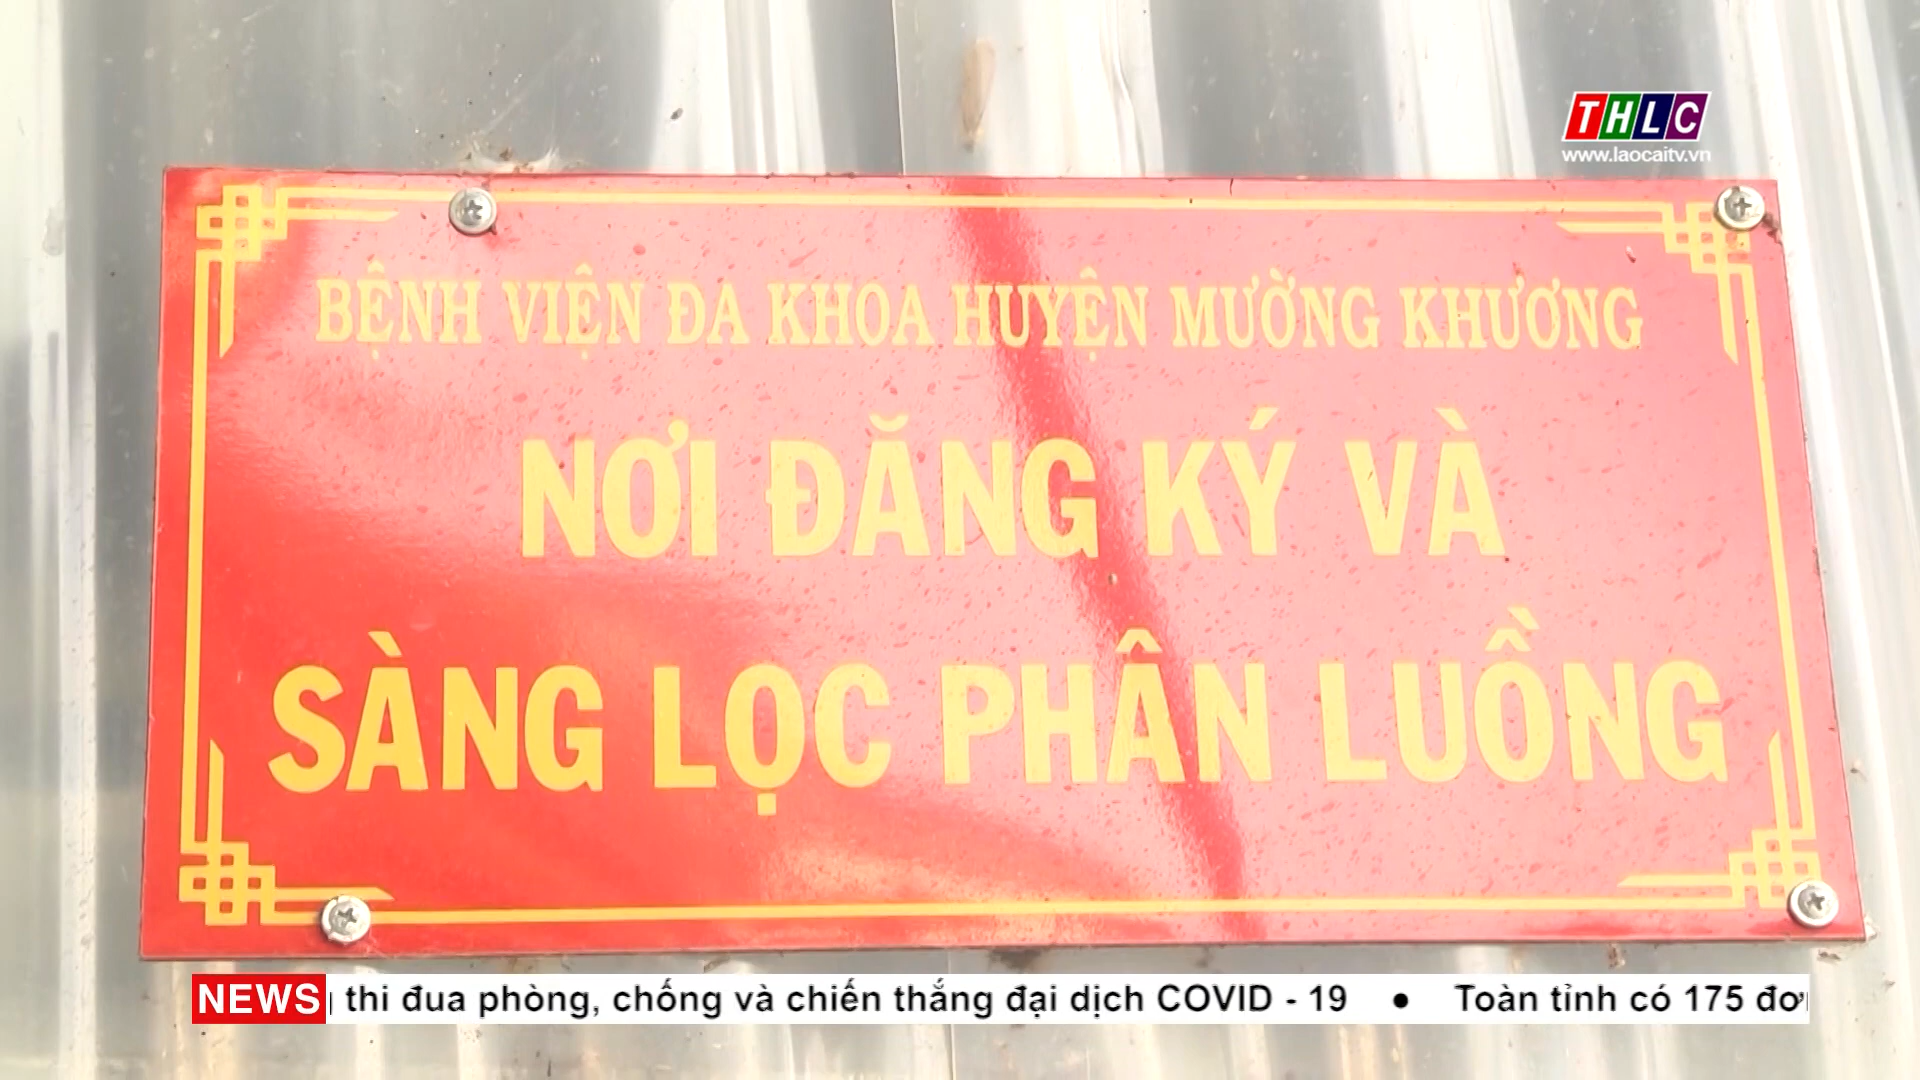 THLC
www.laocaitv.vn
BỆNH VIỆN ĐA KHOA HUYỆN MƯỜNG KHƯƠNG
NƠI ĐĂNG KÝ VÀ
SÀNG LỌC PHÂN LUỒNG
NEWS thi đua phòng, chống và chiến thắng đại dịch COVID - 19 • Toàn tỉnh có 175